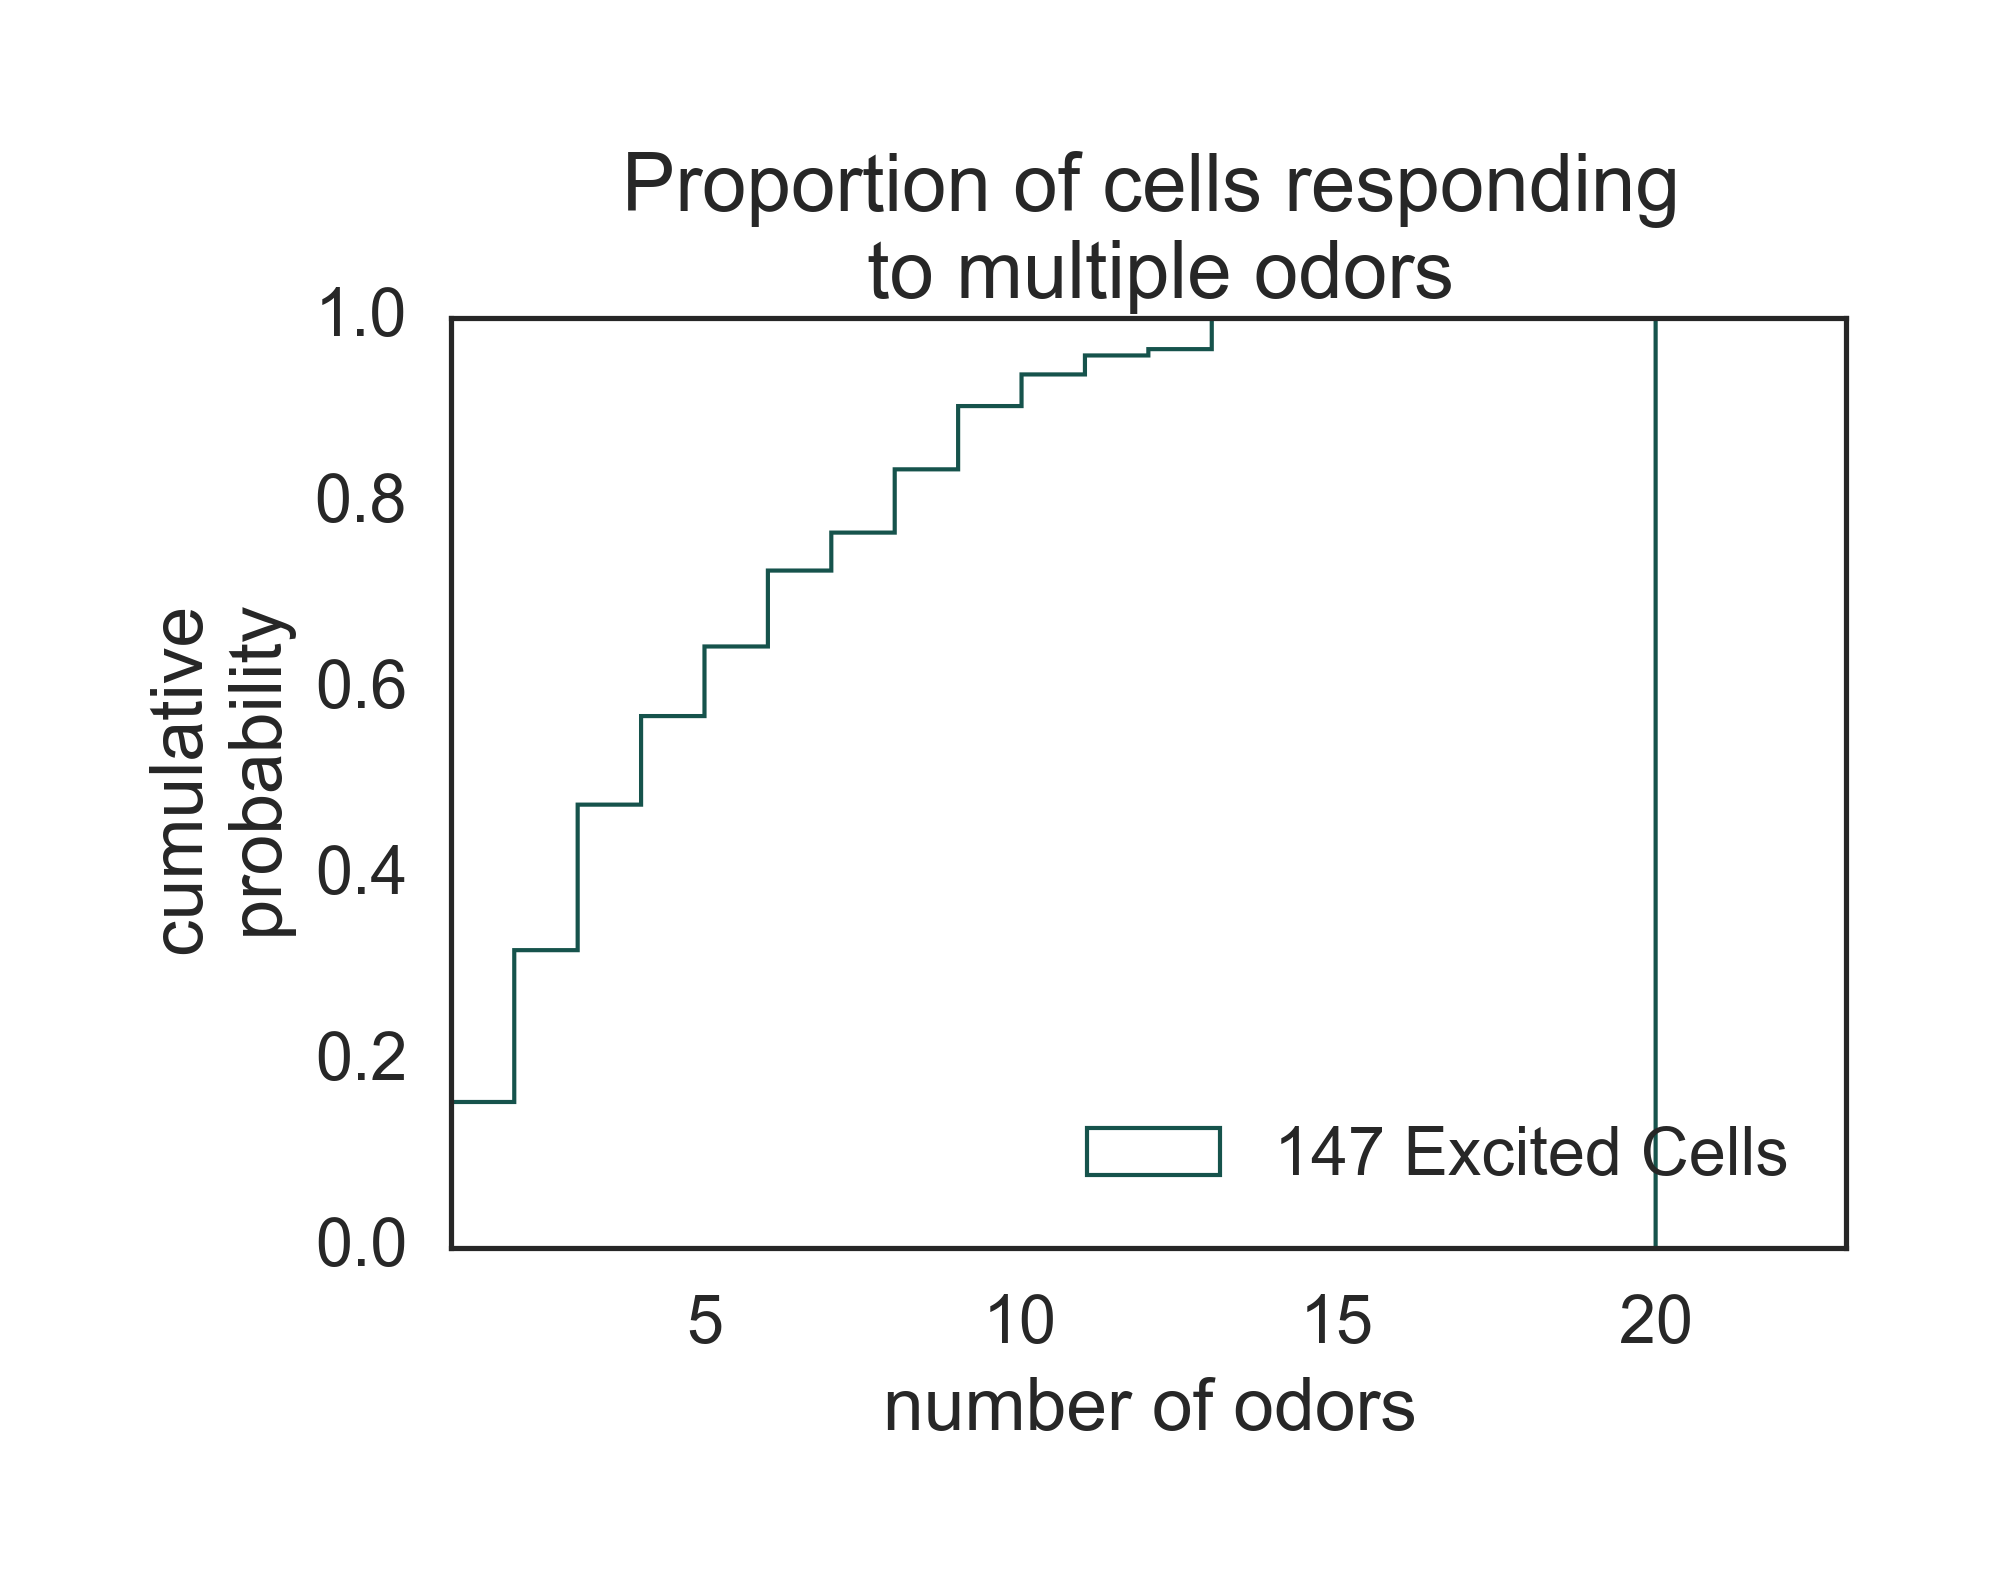 Proportion of cells responding
to multiple odors
1.0
0.8
0.6
0.4
0.2
0.0
cumulative
probability
147 Excited Cells
5 10 15 20
number of odors